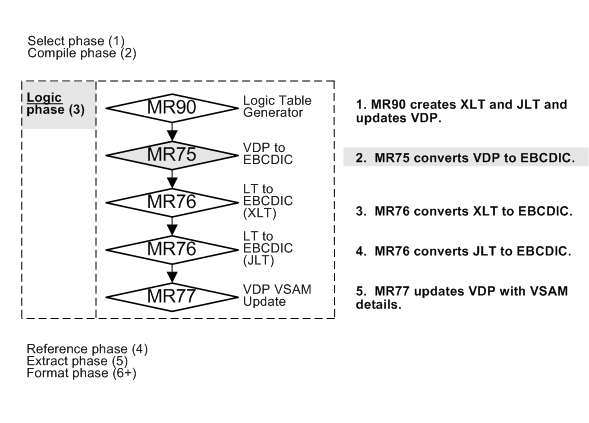 Select phase (1)
Compile phase (2)
Logic
phase (3)
MR90
Logic Table
Generator
1. MR90 creates XLT and JLT and
updates VDP.
MR75
VDP to
EBCDIC
2. MR75 converts VDP to EBCDIC.
MR76
LT to
EBCDIC
(XLT)
3. MR76 converts XLT to EBCDIC.
MR76
LT to
EBCDIC
(JLT)
4. MR76 converts JLT to EBCDIC.
MR77
VDP VSAM
Update
5. MR77 updates VDP with VSAM
details.
Reference phase (4)
Extract phase (5)
Format phase (6+)